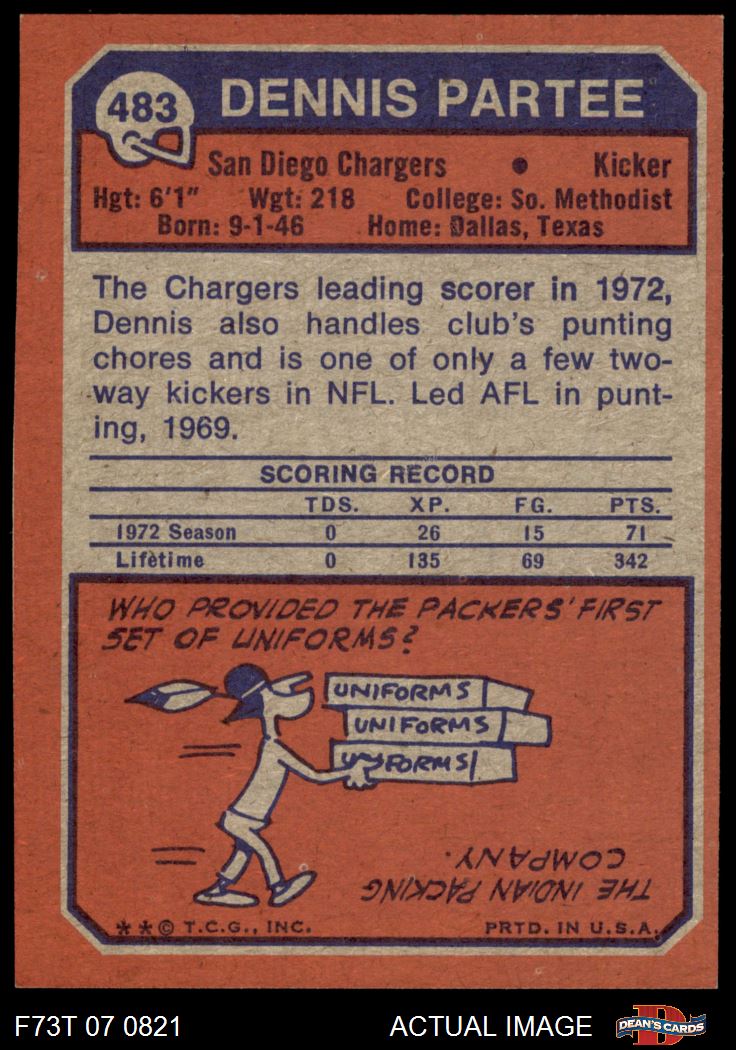 483
DENNIS PARTEE
San Diego Chargers • Kicker
Hgt: 6'1" Wgt: 218 College: So. Methodist
Born: 9-1-46 Home: Dallas, Texas
The Chargers leading scorer in 1972,
Dennis also handles club's punting
chores and is one of only a few two-
way kickers in NFL. Led AFL in punt-
ing, 1969.
SCORING RECORD
TDS. XP. FG. PTS.
1972 Season 0 26 15 71
Lifetime 0 135 69 342
WHO PROVIDED THE PACKERS' FIRST
SET OF UNIFORMS?
UNIFORMS
UNIFORMS
UNIFORMS
THE INDIAN PACKING
COMPANY.
**© T.C.G., INC. PRTD. IN U.S.A.
F73T 07 0821 ACTUAL IMAGE D DEAN'S CARDS